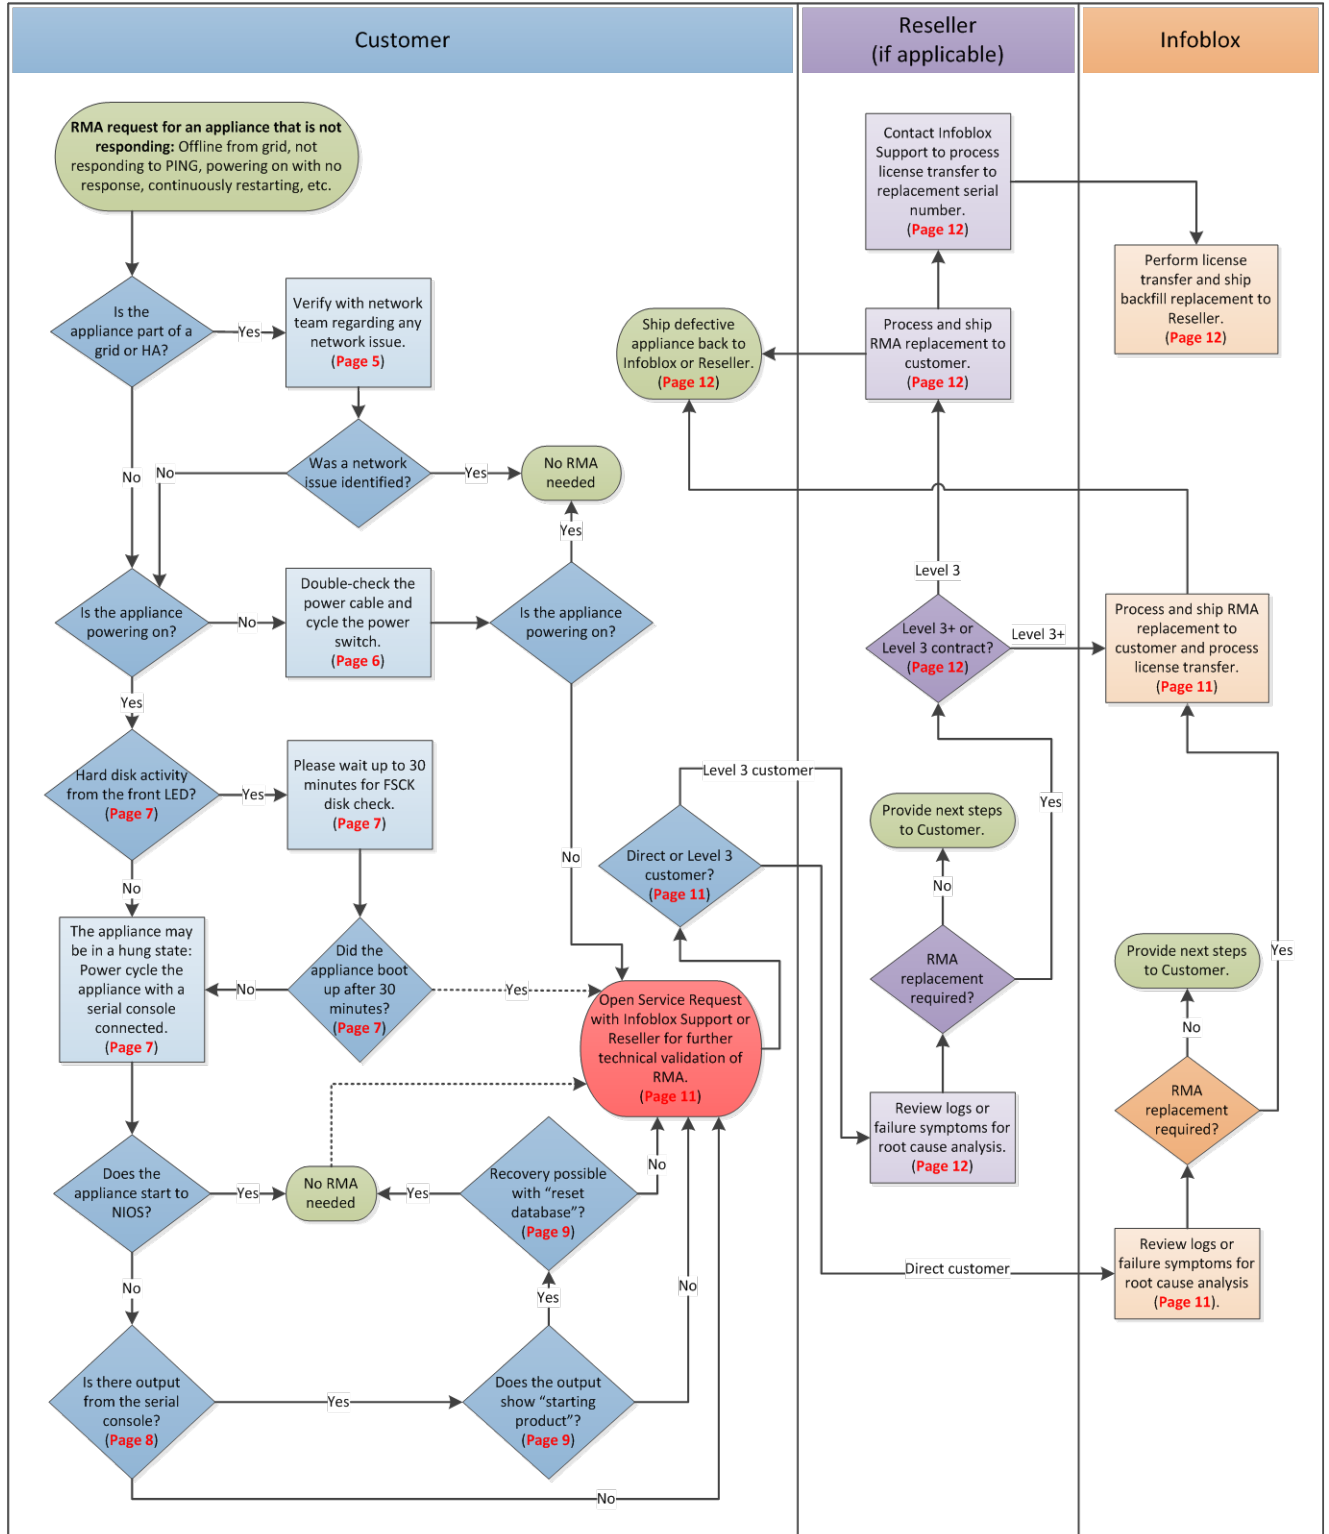 Customer
Reseller
(if applicable)
Infoblox
RMA request for an appliance that is not
responding: Offline from grid, not
responding to PING, powering on with no
response, continuously restarting, etc.
Is the
appliance part of a
grid or HA?
Yes
Verify with network
team regarding any
network issue.
(Page 5)
No
Was a network
issue identified?
No
Yes
No RMA
needed
Yes
Is the appliance
powering on?
No
Double-check the
power cable and
cycle the power
switch.
(Page 6)
Is the appliance
powering on?
No
Yes
Hard disk activity
from the front LED?
(Page 7)
Yes
Please wait up to 30
minutes for FSCK
disk check.
(Page 7)
No
The appliance may
be in a hung state:
Power cycle the
appliance with a
serial console
connected.
(Page 7)
No
Did the
appliance boot
up after 30
minutes?
(Page 7)
Yes
Open Service Request
with Infoblox Support or
Reseller for further
technical validation of
RMA.
(Page 11)
Does the
appliance start to
NIOS?
Yes
No RMA
needed
Yes
Recovery possible
with “reset
database”?
(Page 9)
No
No
Yes
No
Is there output
from the serial
console?
(Page 8)
Yes
Does the output
show “starting
product”?
(Page 9)
No
Direct or Level 3
customer?
(Page 11)
Level 3 customer
Direct customer
Ship defective
appliance back to
Infoblox or Reseller.
(Page 12)
Contact Infoblox
Support to process
license transfer to
replacement serial
number.
(Page 12)
Process and ship
RMA replacement to
customer.
(Page 12)
Level 3
Level 3+ or
Level 3 contract?
(Page 12)
Level 3+
Yes
Provide next steps
to Customer.
No
RMA
replacement
required?
Review logs or
failure symptoms for
root cause analysis.
(Page 12)
Perform license
transfer and ship
backfill replacement to
Reseller.
(Page 12)
Process and ship RMA
replacement to
customer and process
license transfer.
(Page 11)
Yes
Provide next steps
to Customer.
No
RMA
replacement
required?
Review logs or
failure symptoms for
root cause analysis
(Page 11).